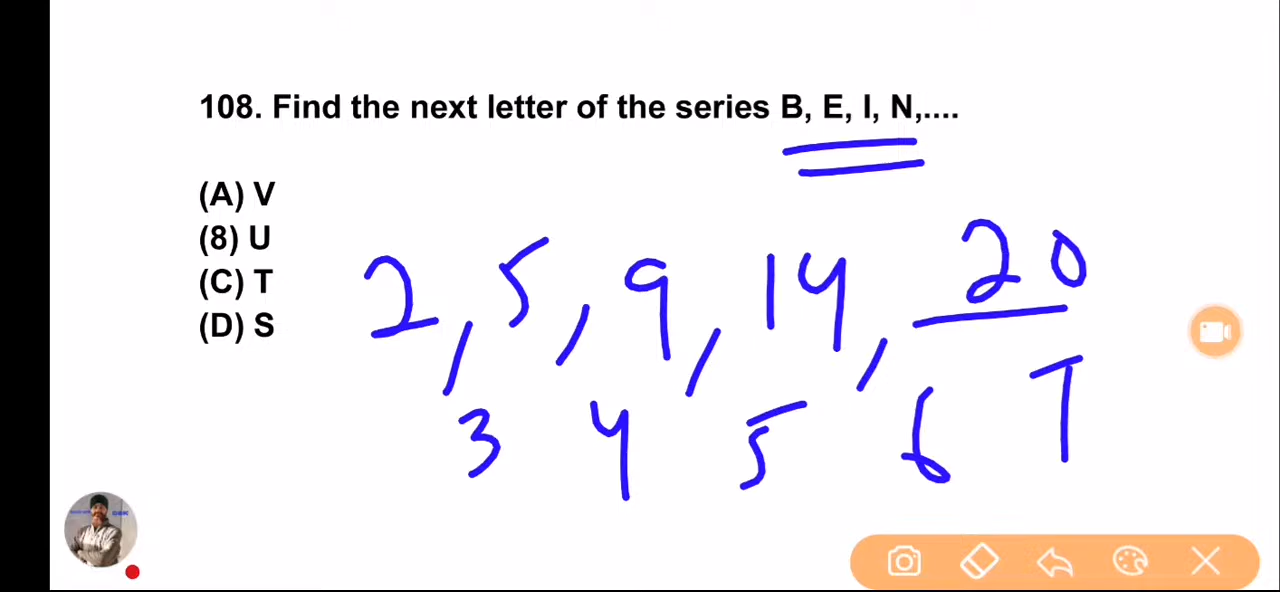 108. Find the next letter of the series B, E, I, N,....
(A) V
(8) U
(C) T
(D) S
2, 5, 9, 14, 20
3 4 5 6 T